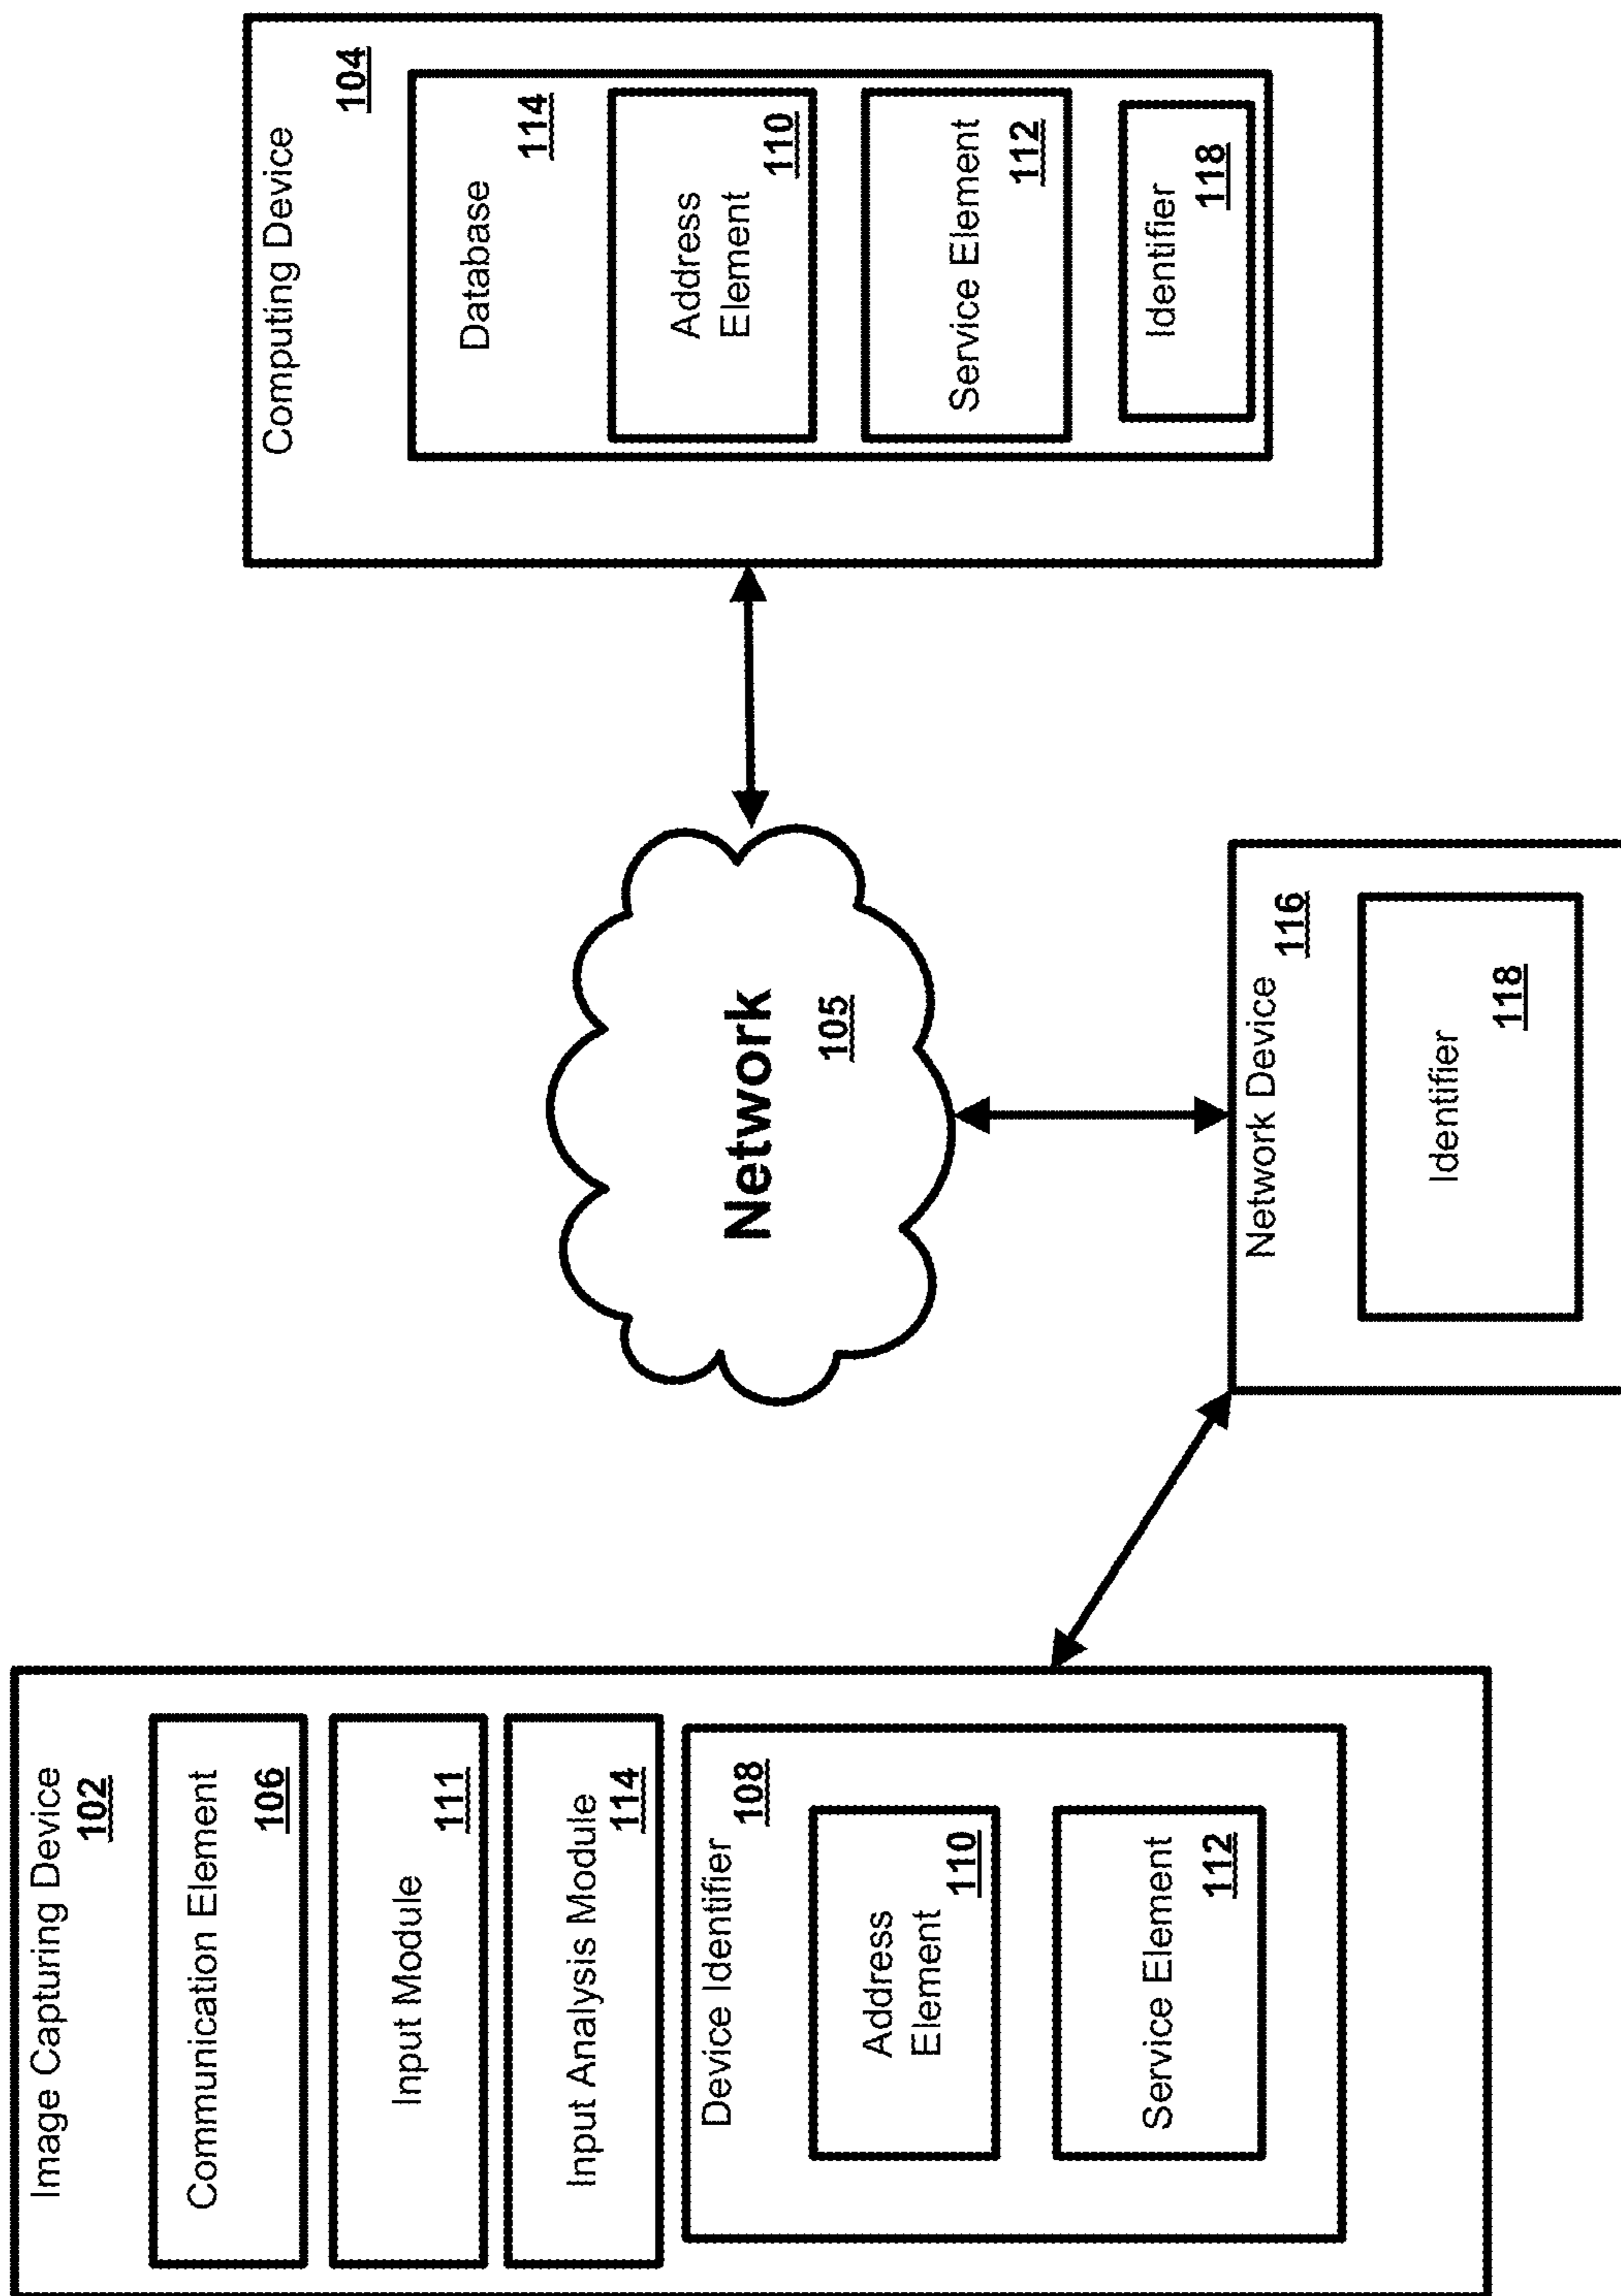 Image Capturing Device
102
Communication Element
106
Input Module
111
Input Analysis Module
114
Device Identifier
108
Address
Element
110
Service Element
112
Network
105
Network Device
116
Identifier
118
Computing Device
104
Database
114
Address
Element
110
Service Element
112
Identifier
118